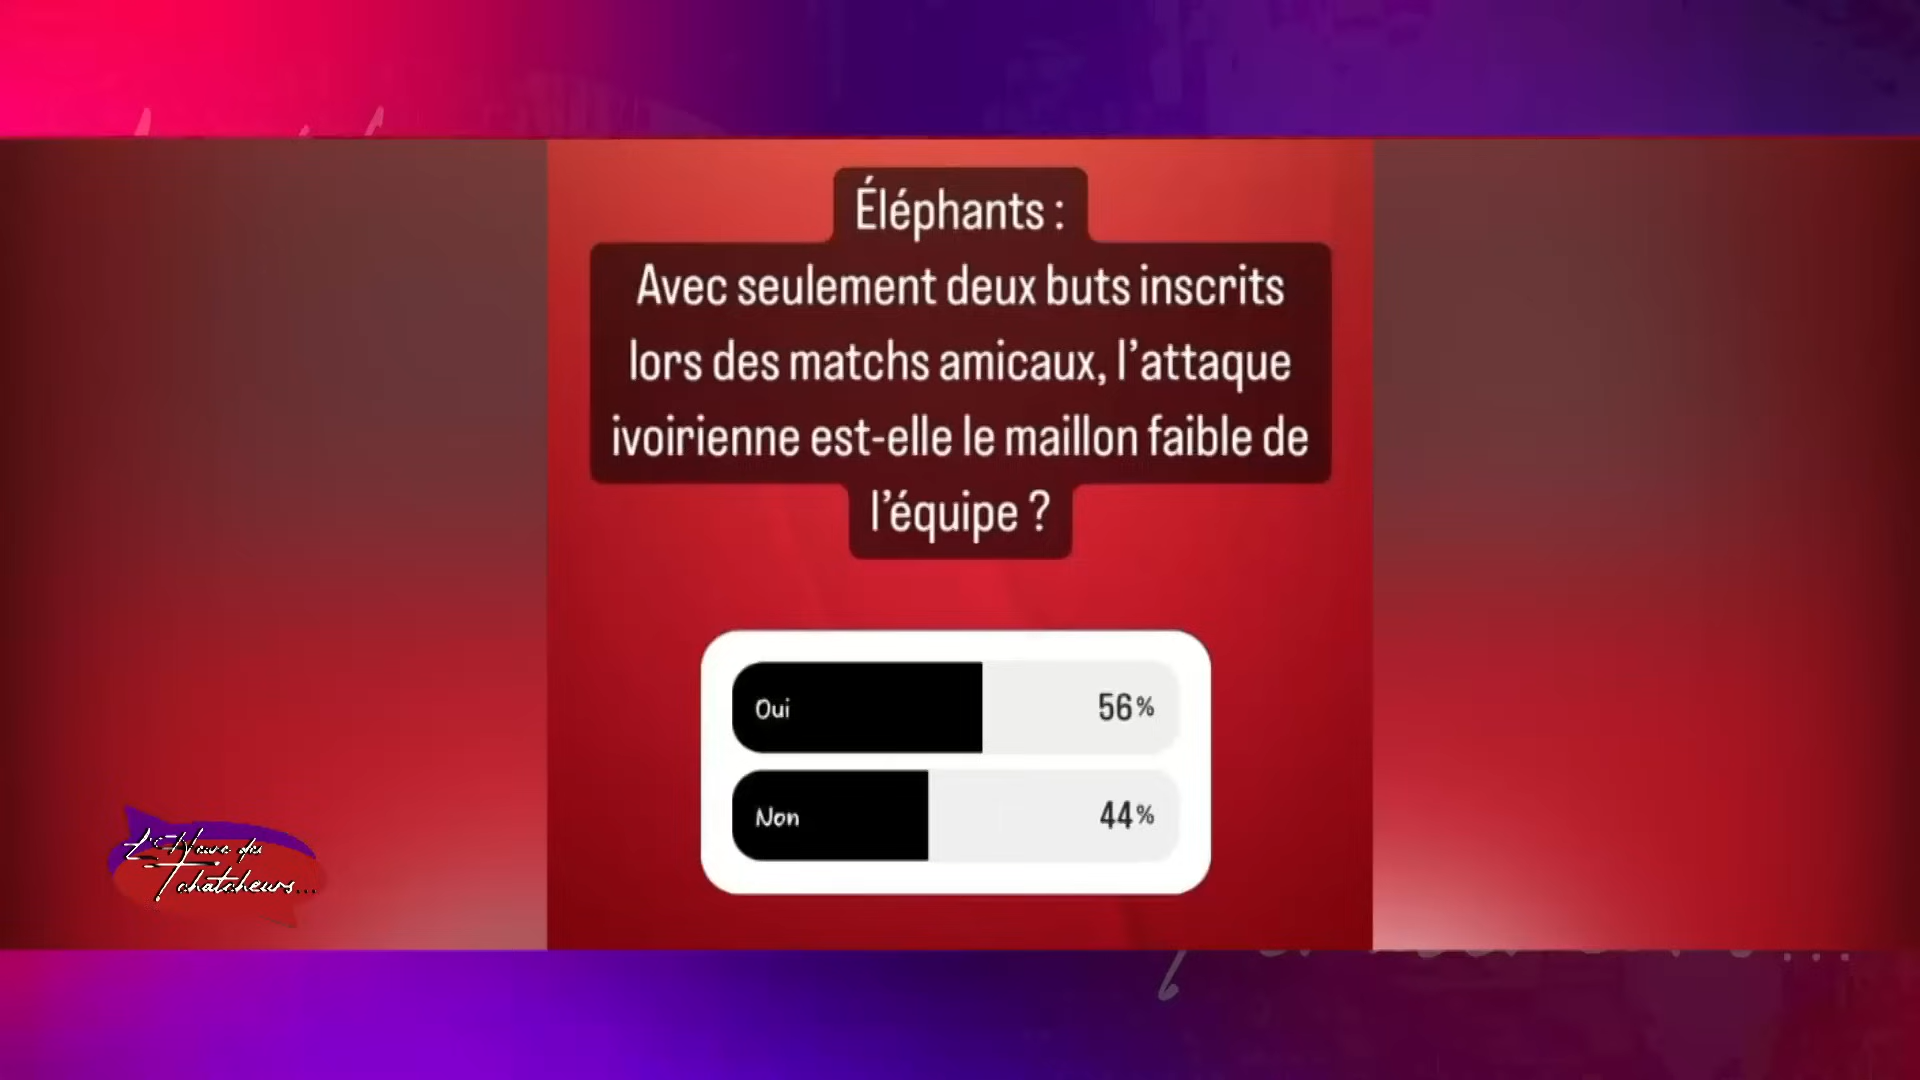 Éléphants :
Avec seulement deux buts inscrits
lors des matchs amicaux, l’attaque
ivoirienne est-elle le maillon faible de
l’équipe ?
Oui 56%
Non 44%
L'Heure des
Tchatcheurs...